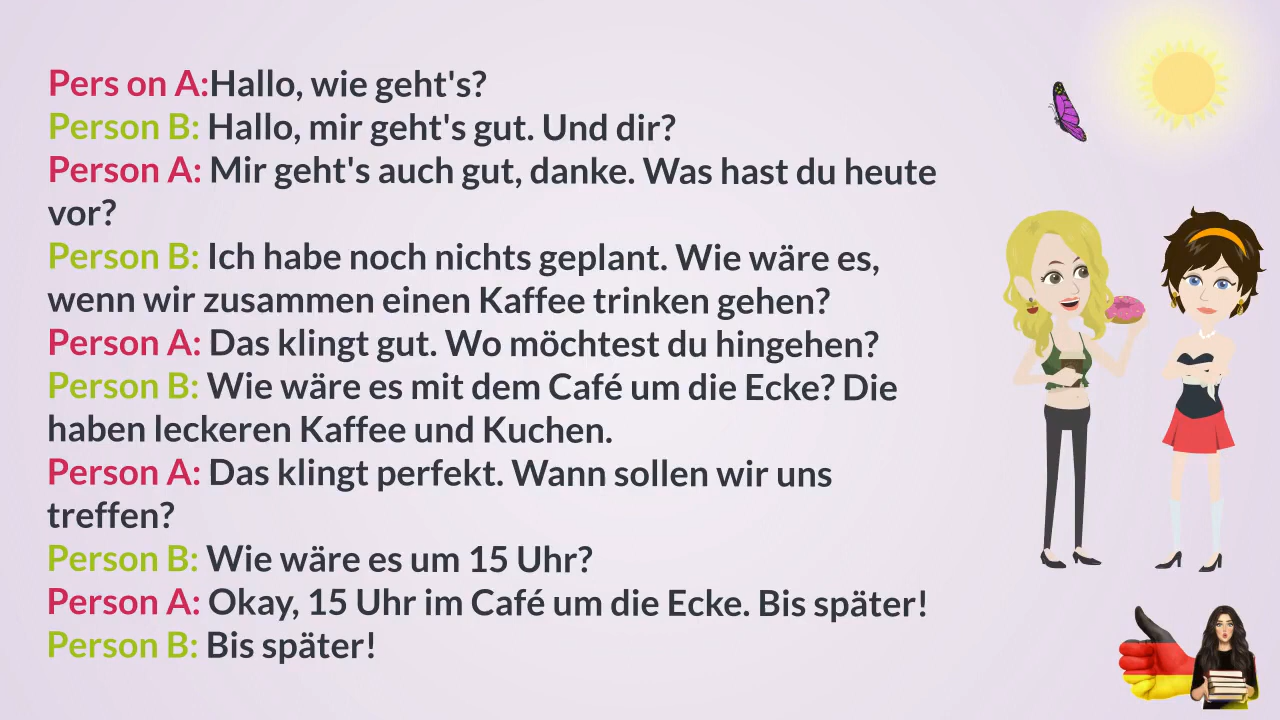 Pers on A:Hallo, wie geht's?
Person B: Hallo, mir geht's gut. Und dir?
Person A: Mir geht's auch gut, danke. Was hast du heute
vor?
Person B: Ich habe noch nichts geplant. Wie wäre es,
wenn wir zusammen einen Kaffee trinken gehen?
Person A: Das klingt gut. Wo möchtest du hingehen?
Person B: Wie wäre es mit dem Café um die Ecke? Die
haben leckeren Kaffee und Kuchen.
Person A: Das klingt perfekt. Wann sollen wir uns
treffen?
Person B: Wie wäre es um 15 Uhr?
Person A: Okay, 15 Uhr im Café um die Ecke. Bis später!
Person B: Bis später!